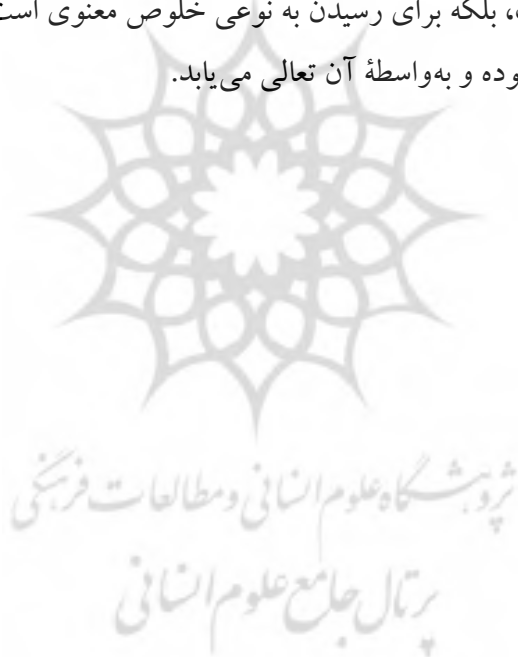 ، بلکه برای رسیدن به نوعی خلوص معنوی است
وده و به‌واسطهٔ آن تعالی می‌یابد.
پژوهشگاه علوم انسانی و مطالعات فرهنگی
پرتال جامع علوم انسانی